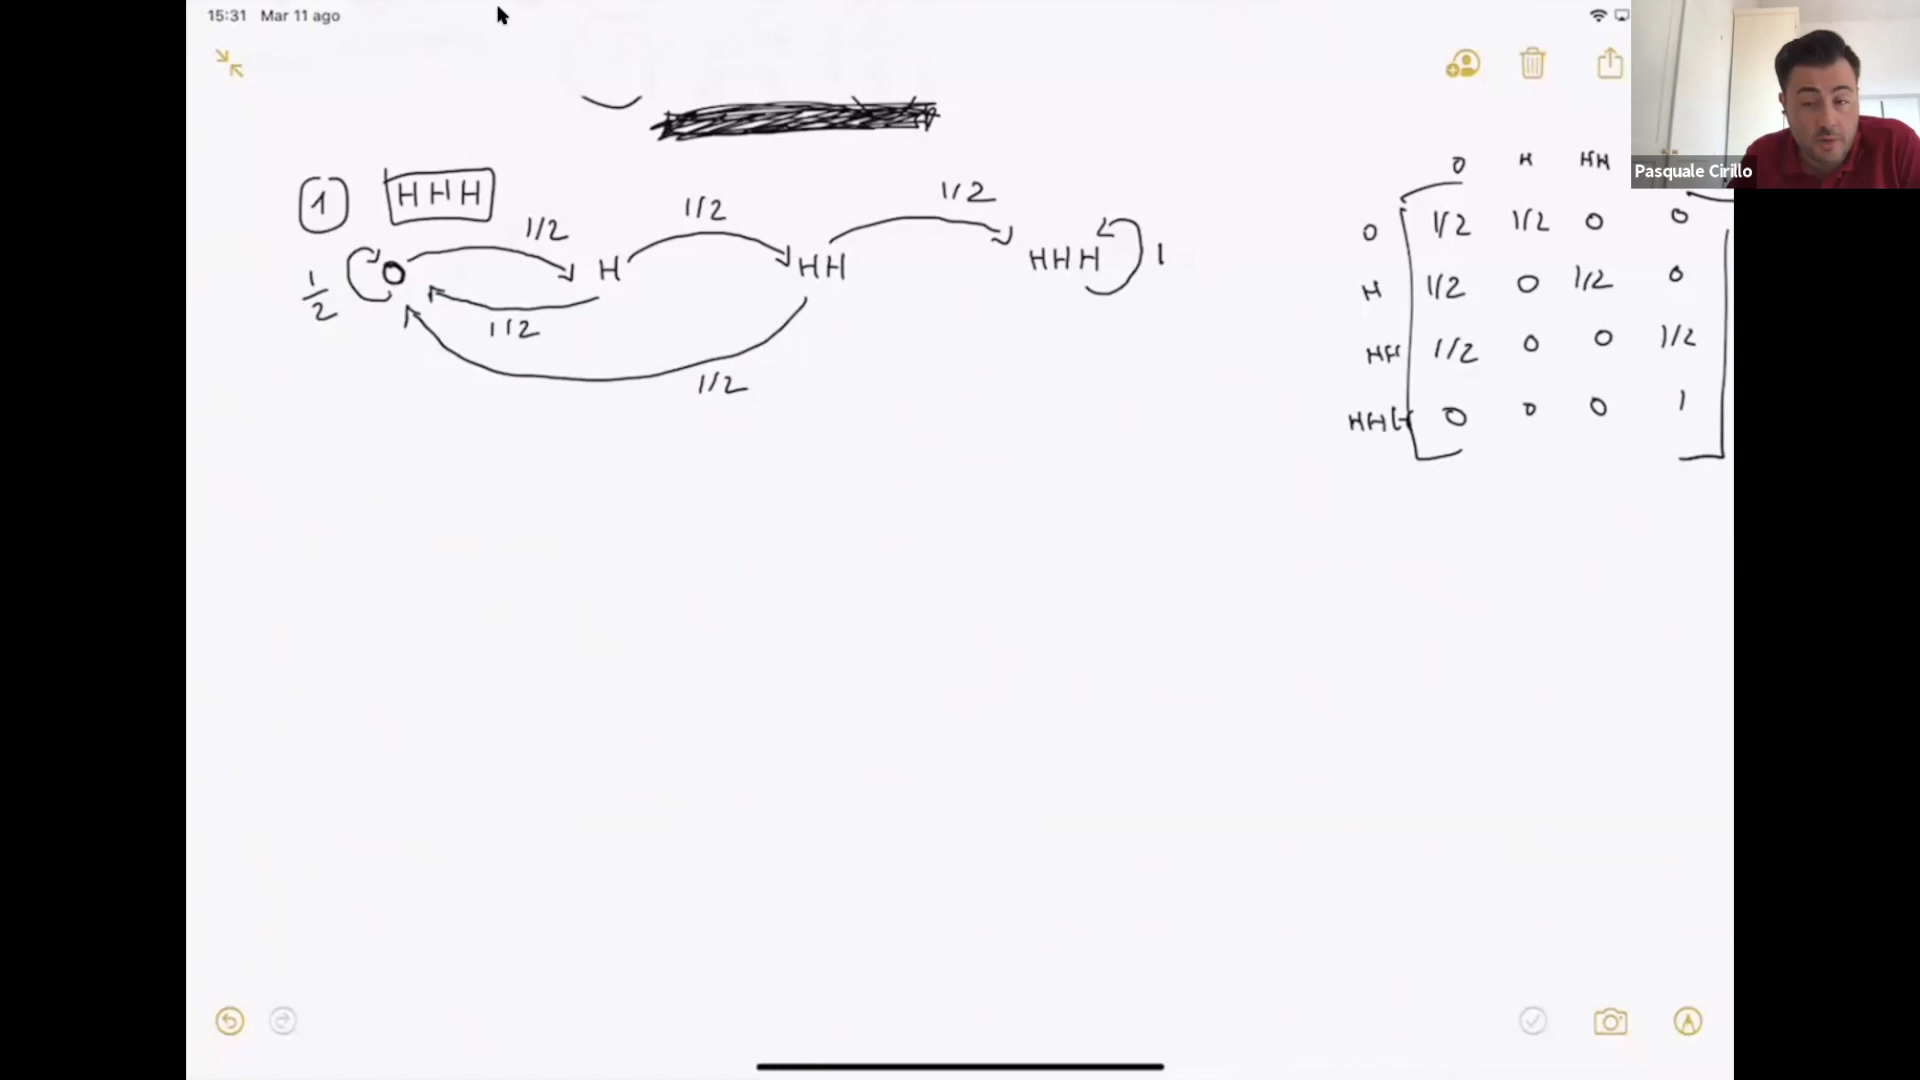 15:31 Mar 11 ago
Pasquale Cirillo
1 HHH
1/2 1/2 1/2
1/2 0 H HH HHH 1
1/2
1/2
0 H HH
0 1/2 1/2 0 0
H 1/2 0 1/2 0
HH 1/2 0 0 1/2
HHH 0 0 0 1